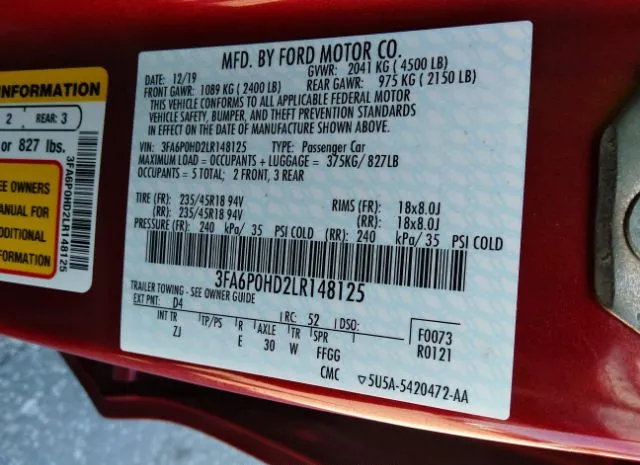 INFORMATION
2 REAR: 3
or 827 lbs.
SEE OWNERS
MANUAL FOR
ADDITIONAL
INFORMATION
3FA6P0HD2LR148125
MFD. BY FORD MOTOR CO.
12/19 GVWR: 2041 KG ( 4500 LB)
FRONT GAWR: 1089 KG ( 2400 LB) REAR GAWR: 975 KG ( 2150 LB)
THIS VEHICLE CONFORMS TO ALL APPLICABLE FEDERAL MOTOR
VEHICLE SAFETY, BUMPER, AND THEFT PREVENTION STANDARDS
IN EFFECT ON THE DATE OF MANUFACTURE SHOWN ABOVE
VIN: 3FA6P0HD2LR148125 TYPE: Passenger Car
MAXIMUM LOAD = OCCUPANTS + LUGGAGE = 375KG/ 827LB
OCCUPANTS = 5 TOTAL; 2 FRONT, 3 REAR
TIRE (FR): 235/45R18 94V RIMS (FR): 18x8.0J
(RR): 235/45R18 94V (RR): 18x8.0J
PRESSURE (FR): 240 kPa/ 35 PSI COLD (RR): 240 kPa/ 35 PSI COLD
3FA6P0HD2LR148125
TRAILER TOWING - SEE OWNER GUIDE
EXT PNT: D4 RC: 52 DSO:
INT TR TP/PS R AXLE TR SPR
ZJ E 30 W FFGG
F0073
R0121
CMC 5U5A-5420472-AA